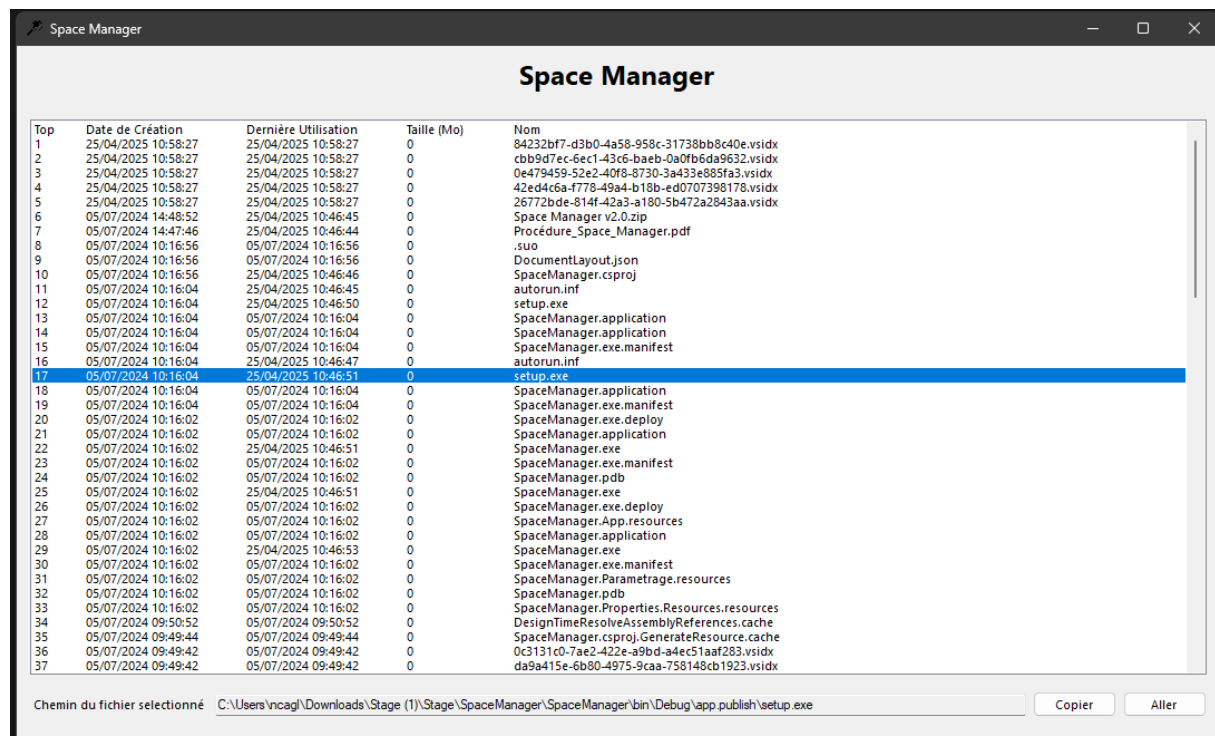 Space Manager
Space Manager
Top Date de Création Dernière Utilisation Taille (Mo) Nom
1 25/04/2025 10:58:27 25/04/2025 10:58:27 0 84232bf7-d3b0-4a58-958c-31738bb8c40e.vsidx
2 25/04/2025 10:58:27 25/04/2025 10:58:27 0 cbb9d7ec-6ec1-43c6-baeb-0a0fb6da9632.vsidx
3 25/04/2025 10:58:27 25/04/2025 10:58:27 0 0e479459-52e2-40f8-8730-3a433e885fa3.vsidx
4 25/04/2025 10:58:27 25/04/2025 10:58:27 0 42ed4c6a-f778-49a4-b18b-ed0707398178.vsidx
5 25/04/2025 10:58:27 25/04/2025 10:58:27 0 26772bde-814f-42a3-a180-5b472a2843aa.vsidx
6 05/07/2024 14:48:52 25/04/2025 10:46:45 0 Space Manager v2.0.zip
7 05/07/2024 14:47:46 25/04/2025 10:46:44 0 Procédure_Space_Manager.pdf
8 05/07/2024 10:16:56 05/07/2024 10:16:56 0 .suo
9 05/07/2024 10:16:56 05/07/2024 10:16:56 0 DocumentLayout.json
10 05/07/2024 10:16:56 25/04/2025 10:46:46 0 SpaceManager.csproj
11 05/07/2024 10:16:04 25/04/2025 10:46:45 0 autorun.inf
12 05/07/2024 10:16:04 25/04/2025 10:46:50 0 setup.exe
13 05/07/2024 10:16:04 05/07/2024 10:16:04 0 SpaceManager.application
14 05/07/2024 10:16:04 05/07/2024 10:16:04 0 SpaceManager.application
15 05/07/2024 10:16:04 05/07/2024 10:16:04 0 SpaceManager.exe.manifest
16 05/07/2024 10:16:04 25/04/2025 10:46:47 0 autorun.inf
17 05/07/2024 10:16:04 25/04/2025 10:46:51 0 setup.exe
18 05/07/2024 10:16:04 05/07/2024 10:16:04 0 SpaceManager.application
19 05/07/2024 10:16:04 05/07/2024 10:16:04 0 SpaceManager.exe.manifest
20 05/07/2024 10:16:02 05/07/2024 10:16:02 0 SpaceManager.exe.deploy
21 05/07/2024 10:16:02 05/07/2024 10:16:02 0 SpaceManager.application
22 05/07/2024 10:16:02 25/04/2025 10:46:51 0 SpaceManager.exe
23 05/07/2024 10:16:02 05/07/2024 10:16:02 0 SpaceManager.exe.manifest
24 05/07/2024 10:16:02 05/07/2024 10:16:02 0 SpaceManager.pdb
25 05/07/2024 10:16:02 25/04/2025 10:46:51 0 SpaceManager.exe
26 05/07/2024 10:16:02 05/07/2024 10:16:02 0 SpaceManager.exe.deploy
27 05/07/2024 10:16:02 05/07/2024 10:16:02 0 SpaceManager.App.resources
28 05/07/2024 10:16:02 05/07/2024 10:16:02 0 SpaceManager.application
29 05/07/2024 10:16:02 25/04/2025 10:46:53 0 SpaceManager.exe
30 05/07/2024 10:16:02 05/07/2024 10:16:02 0 SpaceManager.exe.manifest
31 05/07/2024 10:16:02 05/07/2024 10:16:02 0 SpaceManager.Parametrage.resources
32 05/07/2024 10:16:02 05/07/2024 10:16:02 0 SpaceManager.pdb
33 05/07/2024 10:16:02 05/07/2024 10:16:02 0 SpaceManager.Properties.Resources.resources
34 05/07/2024 09:50:52 05/07/2024 09:50:52 0 DesignTimeResolveAssemblyReferences.cache
35 05/07/2024 09:49:44 05/07/2024 09:49:44 0 SpaceManager.csproj.GenerateResource.cache
36 05/07/2024 09:49:42 05/07/2024 09:49:42 0 0c3131c0-7ae2-422e-a9bd-a4ec51aaf283.vsidx
37 05/07/2024 09:49:42 05/07/2024 09:49:42 0 da9a415e-6b80-4975-9caa-758148cb1923.vsidx
Chemin du fichier selectionné C:\Users\ncagl\Downloads\Stage (1)\Stage\SpaceManager\SpaceManager\bin\Debug\app.publish\setup.exe Copier Aller